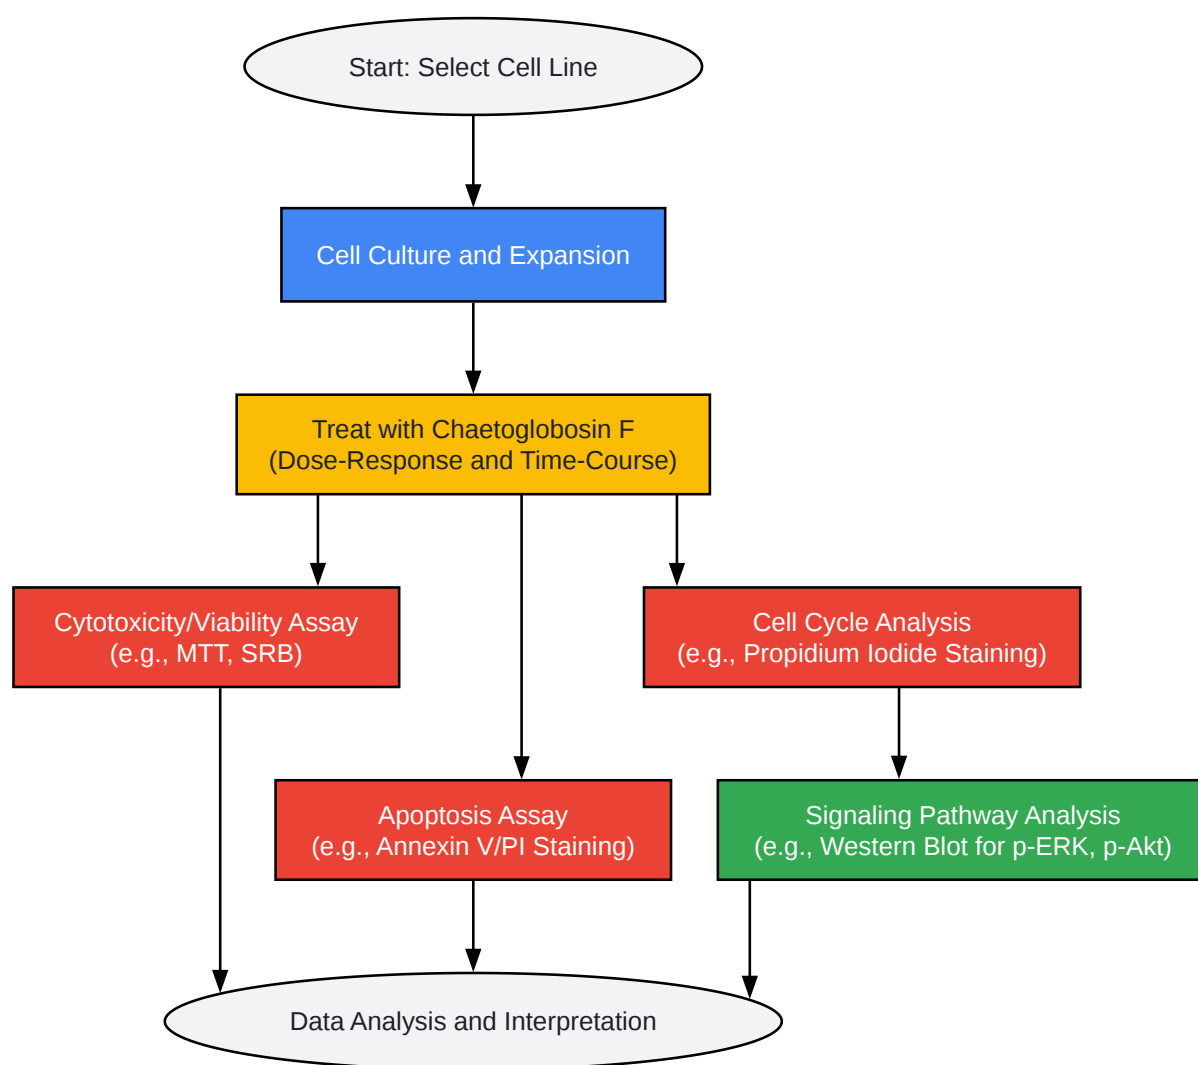 Start: Select Cell Line
Cell Culture and Expansion
Treat with Chaetoglobosin F
(Dose-Response and Time-Course)
Cytotoxicity/Viability Assay
(e.g., MTT, SRB)
Cell Cycle Analysis
(e.g., Propidium Iodide Staining)
Apoptosis Assay
(e.g., Annexin V/PI Staining)
Signaling Pathway Analysis
(e.g., Western Blot for p-ERK, p-Akt)
Data Analysis and Interpretation